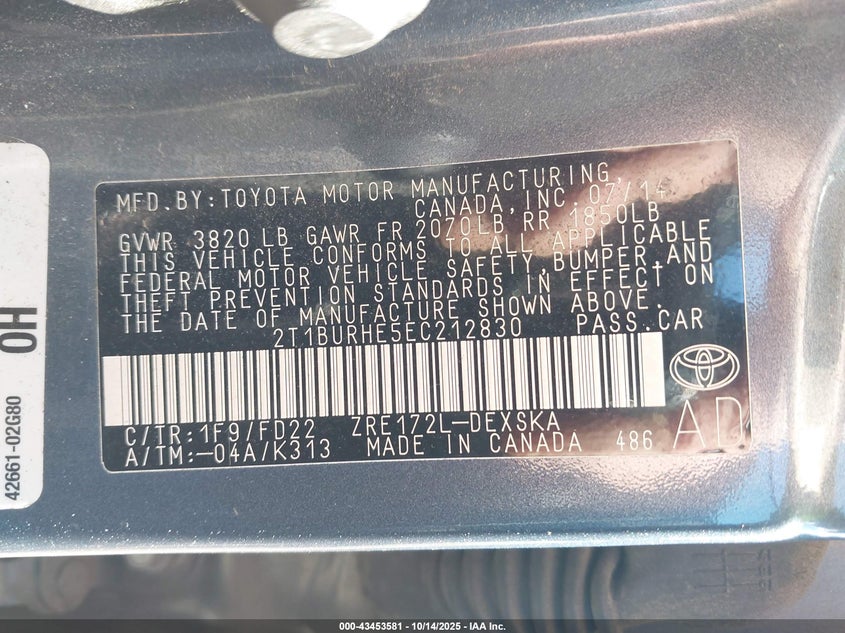 MFD.BY:TOYOTA MOTOR MANUFACTURING,
CANADA,INC. 07/14
GVWR 3820 LB GAWR FR 2070LB, RR 1850LB
THIS VEHICLE CONFORMS TO ALL APPLICABLE
FEDERAL MOTOR VEHICLE SAFETY,BUMPER,AND
THEFT PREVENTION STANDARDS IN EFFECT ON
THE DATE OF MANUFACTURE SHOWN ABOVE.
2T1BURHE5EC212830 PASS.CAR
C/TR:1F9/FD22 ZRE172L-DEXSKA
A/TM:-04A/K313 MADE IN CANADA 486
AD
42661-02G80 OH
000-43453581 - 10/14/2025 - IAA Inc.